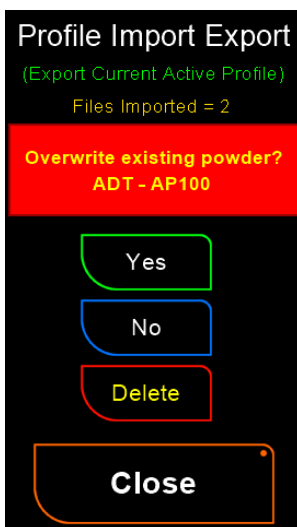 Profile Import Export
(Export Current Active Profile)
Files Imported = 2
Overwrite existing powder?
ADT - AP100
Yes
No
Delete
Close